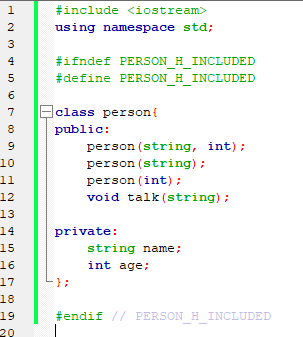 1 #include <iostream>
2 using namespace std;
3
4 #ifndef PERSON_H_INCLUDED
5 #define PERSON_H_INCLUDED
6
7 class person{
8 public:
9     person(string, int);
10     person(string);
11     person(int);
12     void talk(string);
13
14 private:
15     string name;
16     int age;
17 };
18
19 #endif // PERSON_H_INCLUDED
20